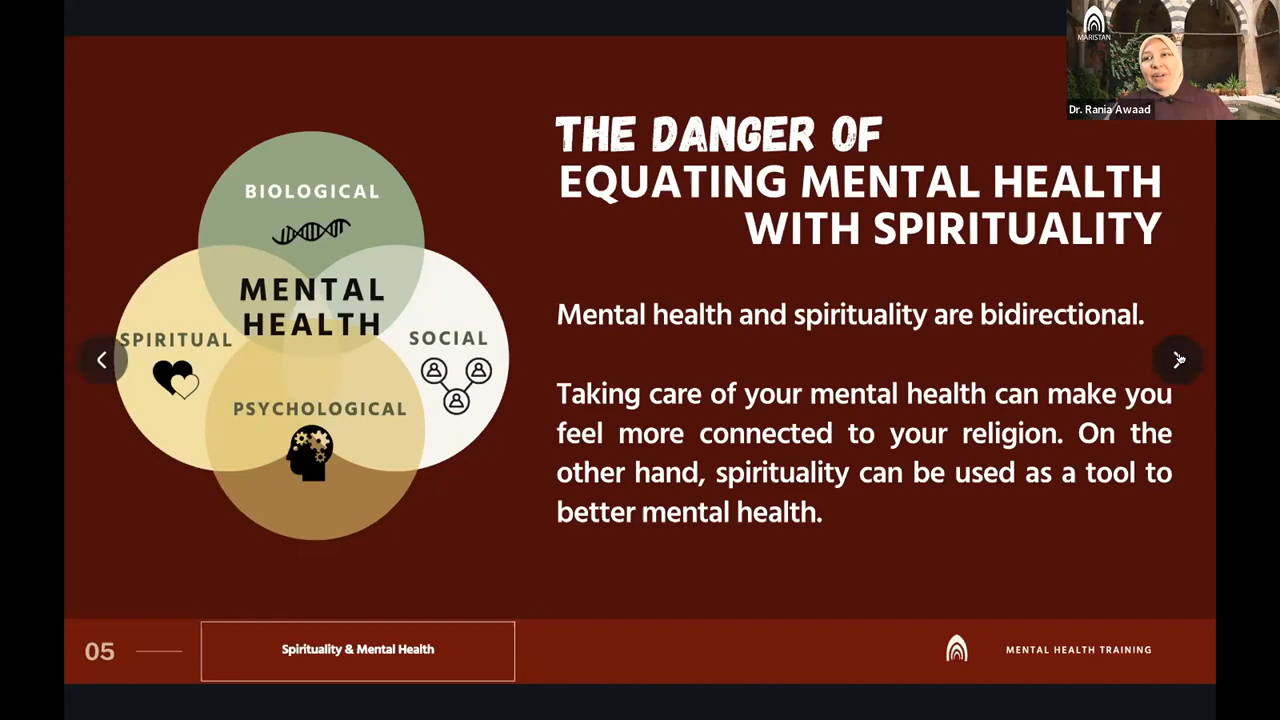 MARISTAN
Dr. Rania Awaad
THE DANGER OF
EQUATING MENTAL HEALTH
WITH SPIRITUALITY
BIOLOGICAL
MENTAL
HEALTH
SPIRITUAL
SOCIAL
PSYCHOLOGICAL
Mental health and spirituality are bidirectional.
Taking care of your mental health can make you
feel more connected to your religion. On the
other hand, spirituality can be used as a tool to
better mental health.
05
Spirituality & Mental Health
MENTAL HEALTH TRAINING